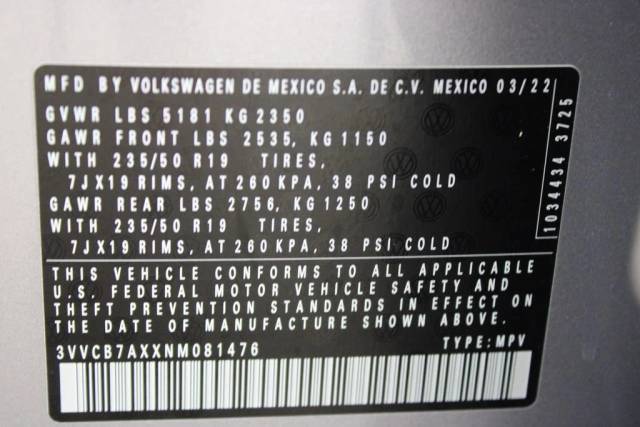 MFD BY VOLKSWAGEN DE MEXICO S.A. DE C.V. MEXICO 03/22
GVWR LBS 5181 KG 2350
GAWR FRONT LBS 2535, KG 1150
WITH 235/50 R19 TIRES,
7JX19 RIMS, AT 260 KPA, 38 PSI COLD
GAWR REAR LBS 2756, KG 1250
WITH 235/50 R19 TIRES,
7JX19 RIMS, AT 260 KPA, 38 PSI COLD
1034434 3725
THIS VEHICLE CONFORMS TO ALL APPLICABLE
U.S. FEDERAL MOTOR VEHICLE SAFETY AND
THEFT PREVENTION STANDARDS IN EFFECT ON
THE DATE OF MANUFACTURE SHOWN ABOVE.
3VVCB7AXXNM081476 TYPE: MPV